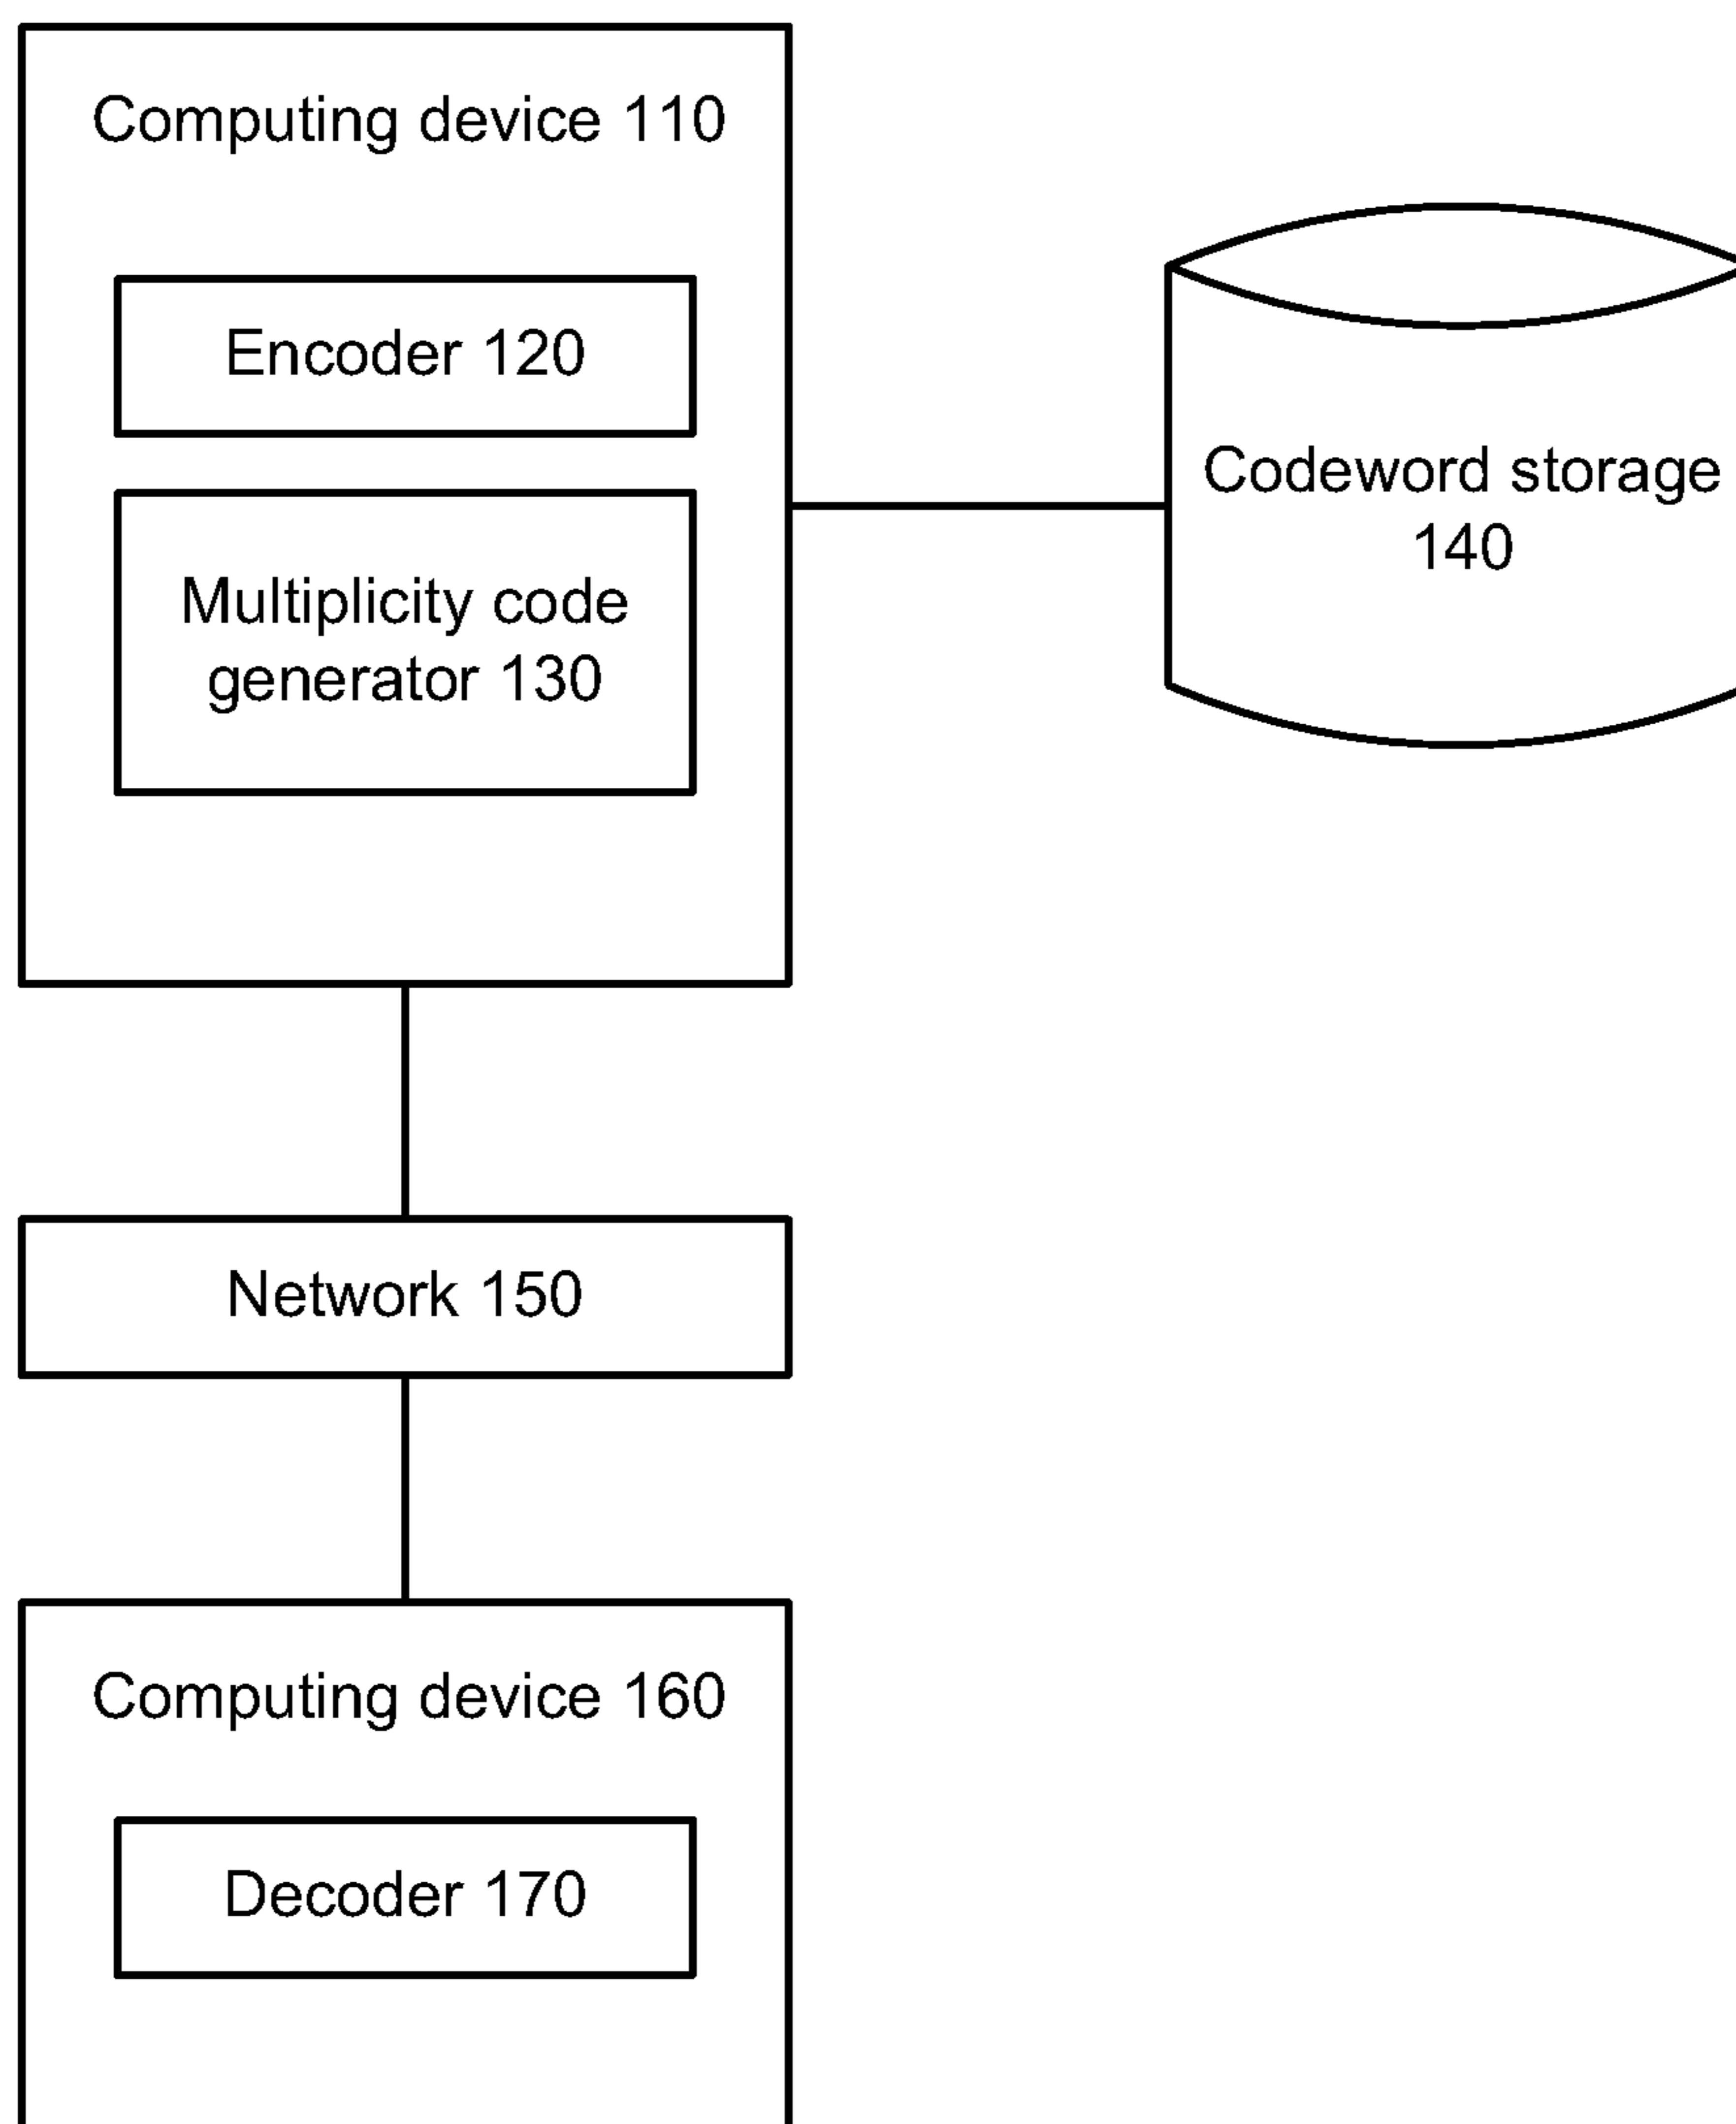 Computing device 110
Encoder 120
Multiplicity code
generator 130
Codeword storage
140
Network 150
Computing device 160
Decoder 170